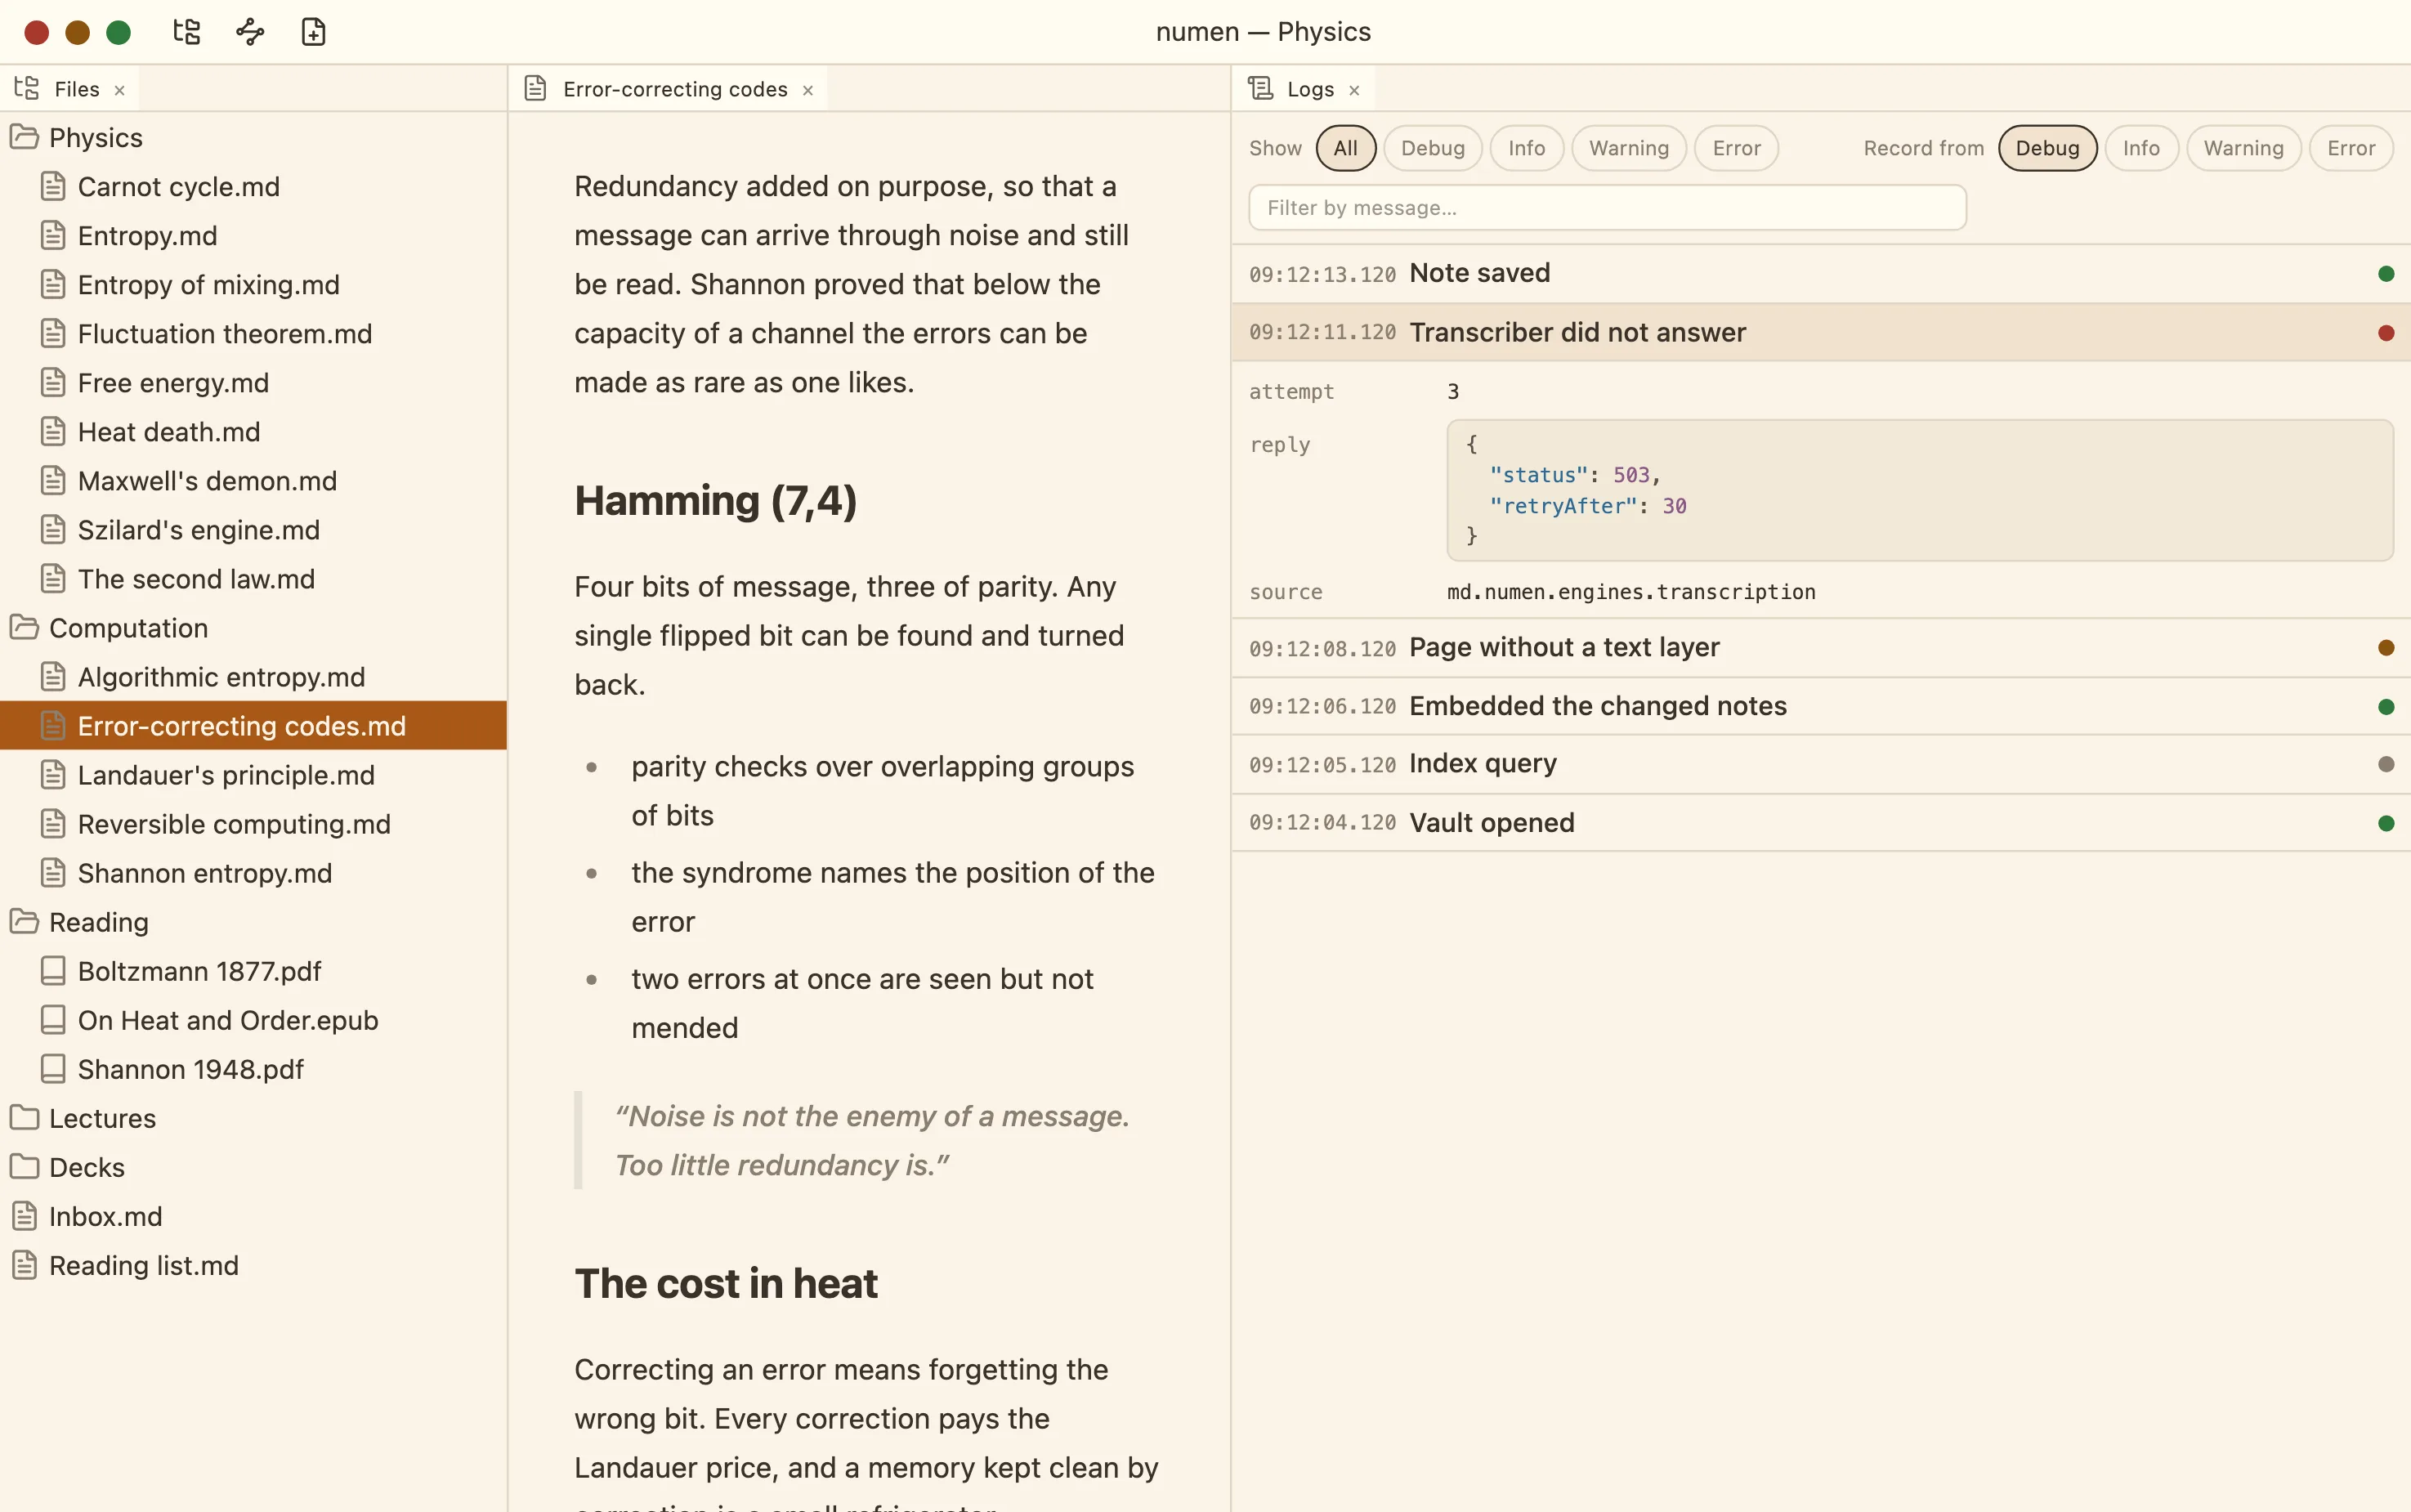 numen — Physics
Files ×
Physics
Carnot cycle.md
Entropy.md
Entropy of mixing.md
Fluctuation theorem.md
Free energy.md
Heat death.md
Maxwell's demon.md
Szilard's engine.md
The second law.md
Computation
Algorithmic entropy.md
Error-correcting codes.md
Landauer's principle.md
Reversible computing.md
Shannon entropy.md
Reading
Boltzmann 1877.pdf
On Heat and Order.epub
Shannon 1948.pdf
Lectures
Decks
Inbox.md
Reading list.md
Error-correcting codes ×
Redundancy added on purpose, so that a
message can arrive through noise and still
be read. Shannon proved that below the
capacity of a channel the errors can be
made as rare as one likes.
Hamming (7,4)
Four bits of message, three of parity. Any
single flipped bit can be found and turned
back.
• parity checks over overlapping groups
of bits
• the syndrome names the position of the
error
• two errors at once are seen but not
mended
“Noise is not the enemy of a message.
Too little redundancy is.”
The cost in heat
Correcting an error means forgetting the
wrong bit. Every correction pays the
Landauer price, and a memory kept clean by
correction is a small refrigerator
Logs ×
Show All Debug Info Warning Error Record from Debug Info Warning Error
Filter by message...
09:12:13.120 Note saved
09:12:11.120 Transcriber did not answer
attempt 3
reply {
"status": 503,
"retryAfter": 30
}
source md.numen.engines.transcription
09:12:08.120 Page without a text layer
09:12:06.120 Embedded the changed notes
09:12:05.120 Index query
09:12:04.120 Vault opened